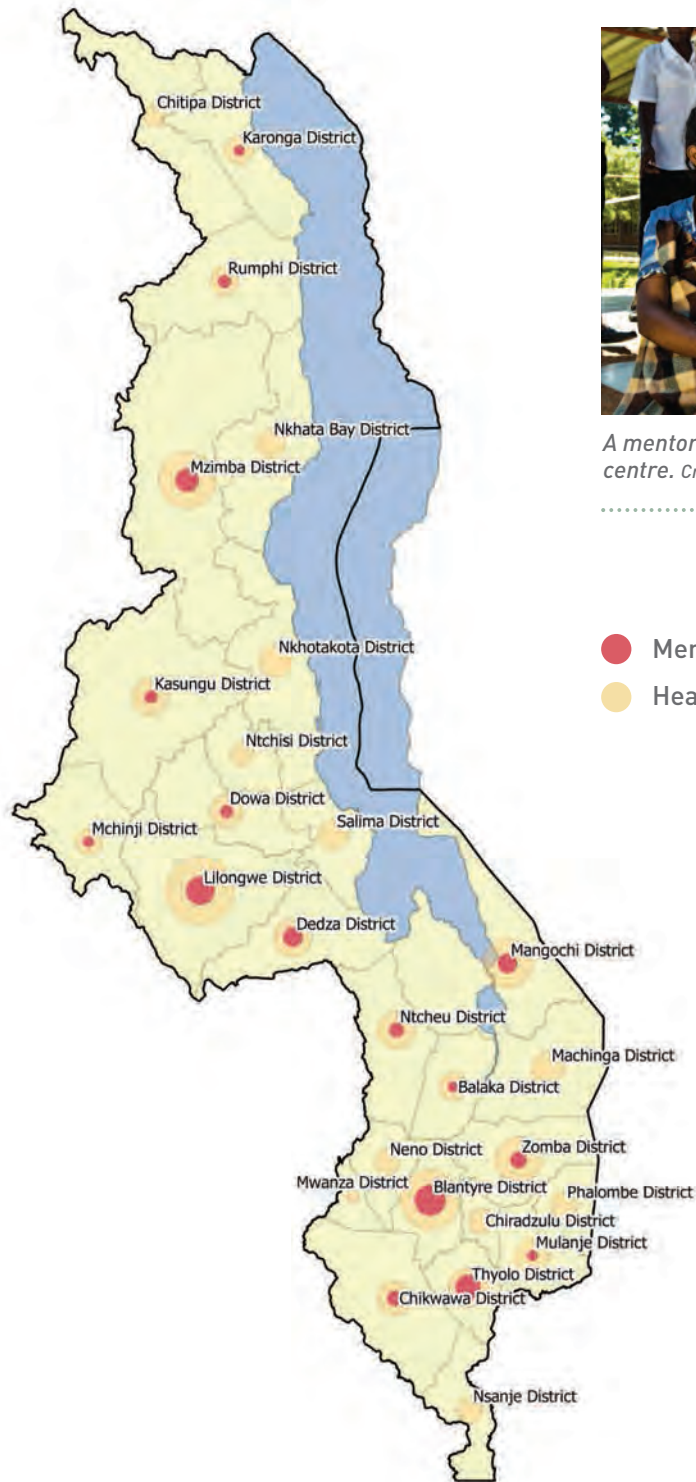 Chitipa District
Karonga District
Rumphi District
Nkhata Bay District
Mzimba District
A mentor
centre.
Nkhotakota District
Kasungu District
Ntchisi District
Dowa District
Salima District
Mchinji District
Lilongwe District
Dedza District
Mangochi District
Ntcheu District
Machinga District
Balaka District
Neno District
Zomba District
Mwanza District
Blantyre District
Phalombe District
Chiradzulu District
Mulanje District
Thyolo District
Chikwawa District
Nsanje District